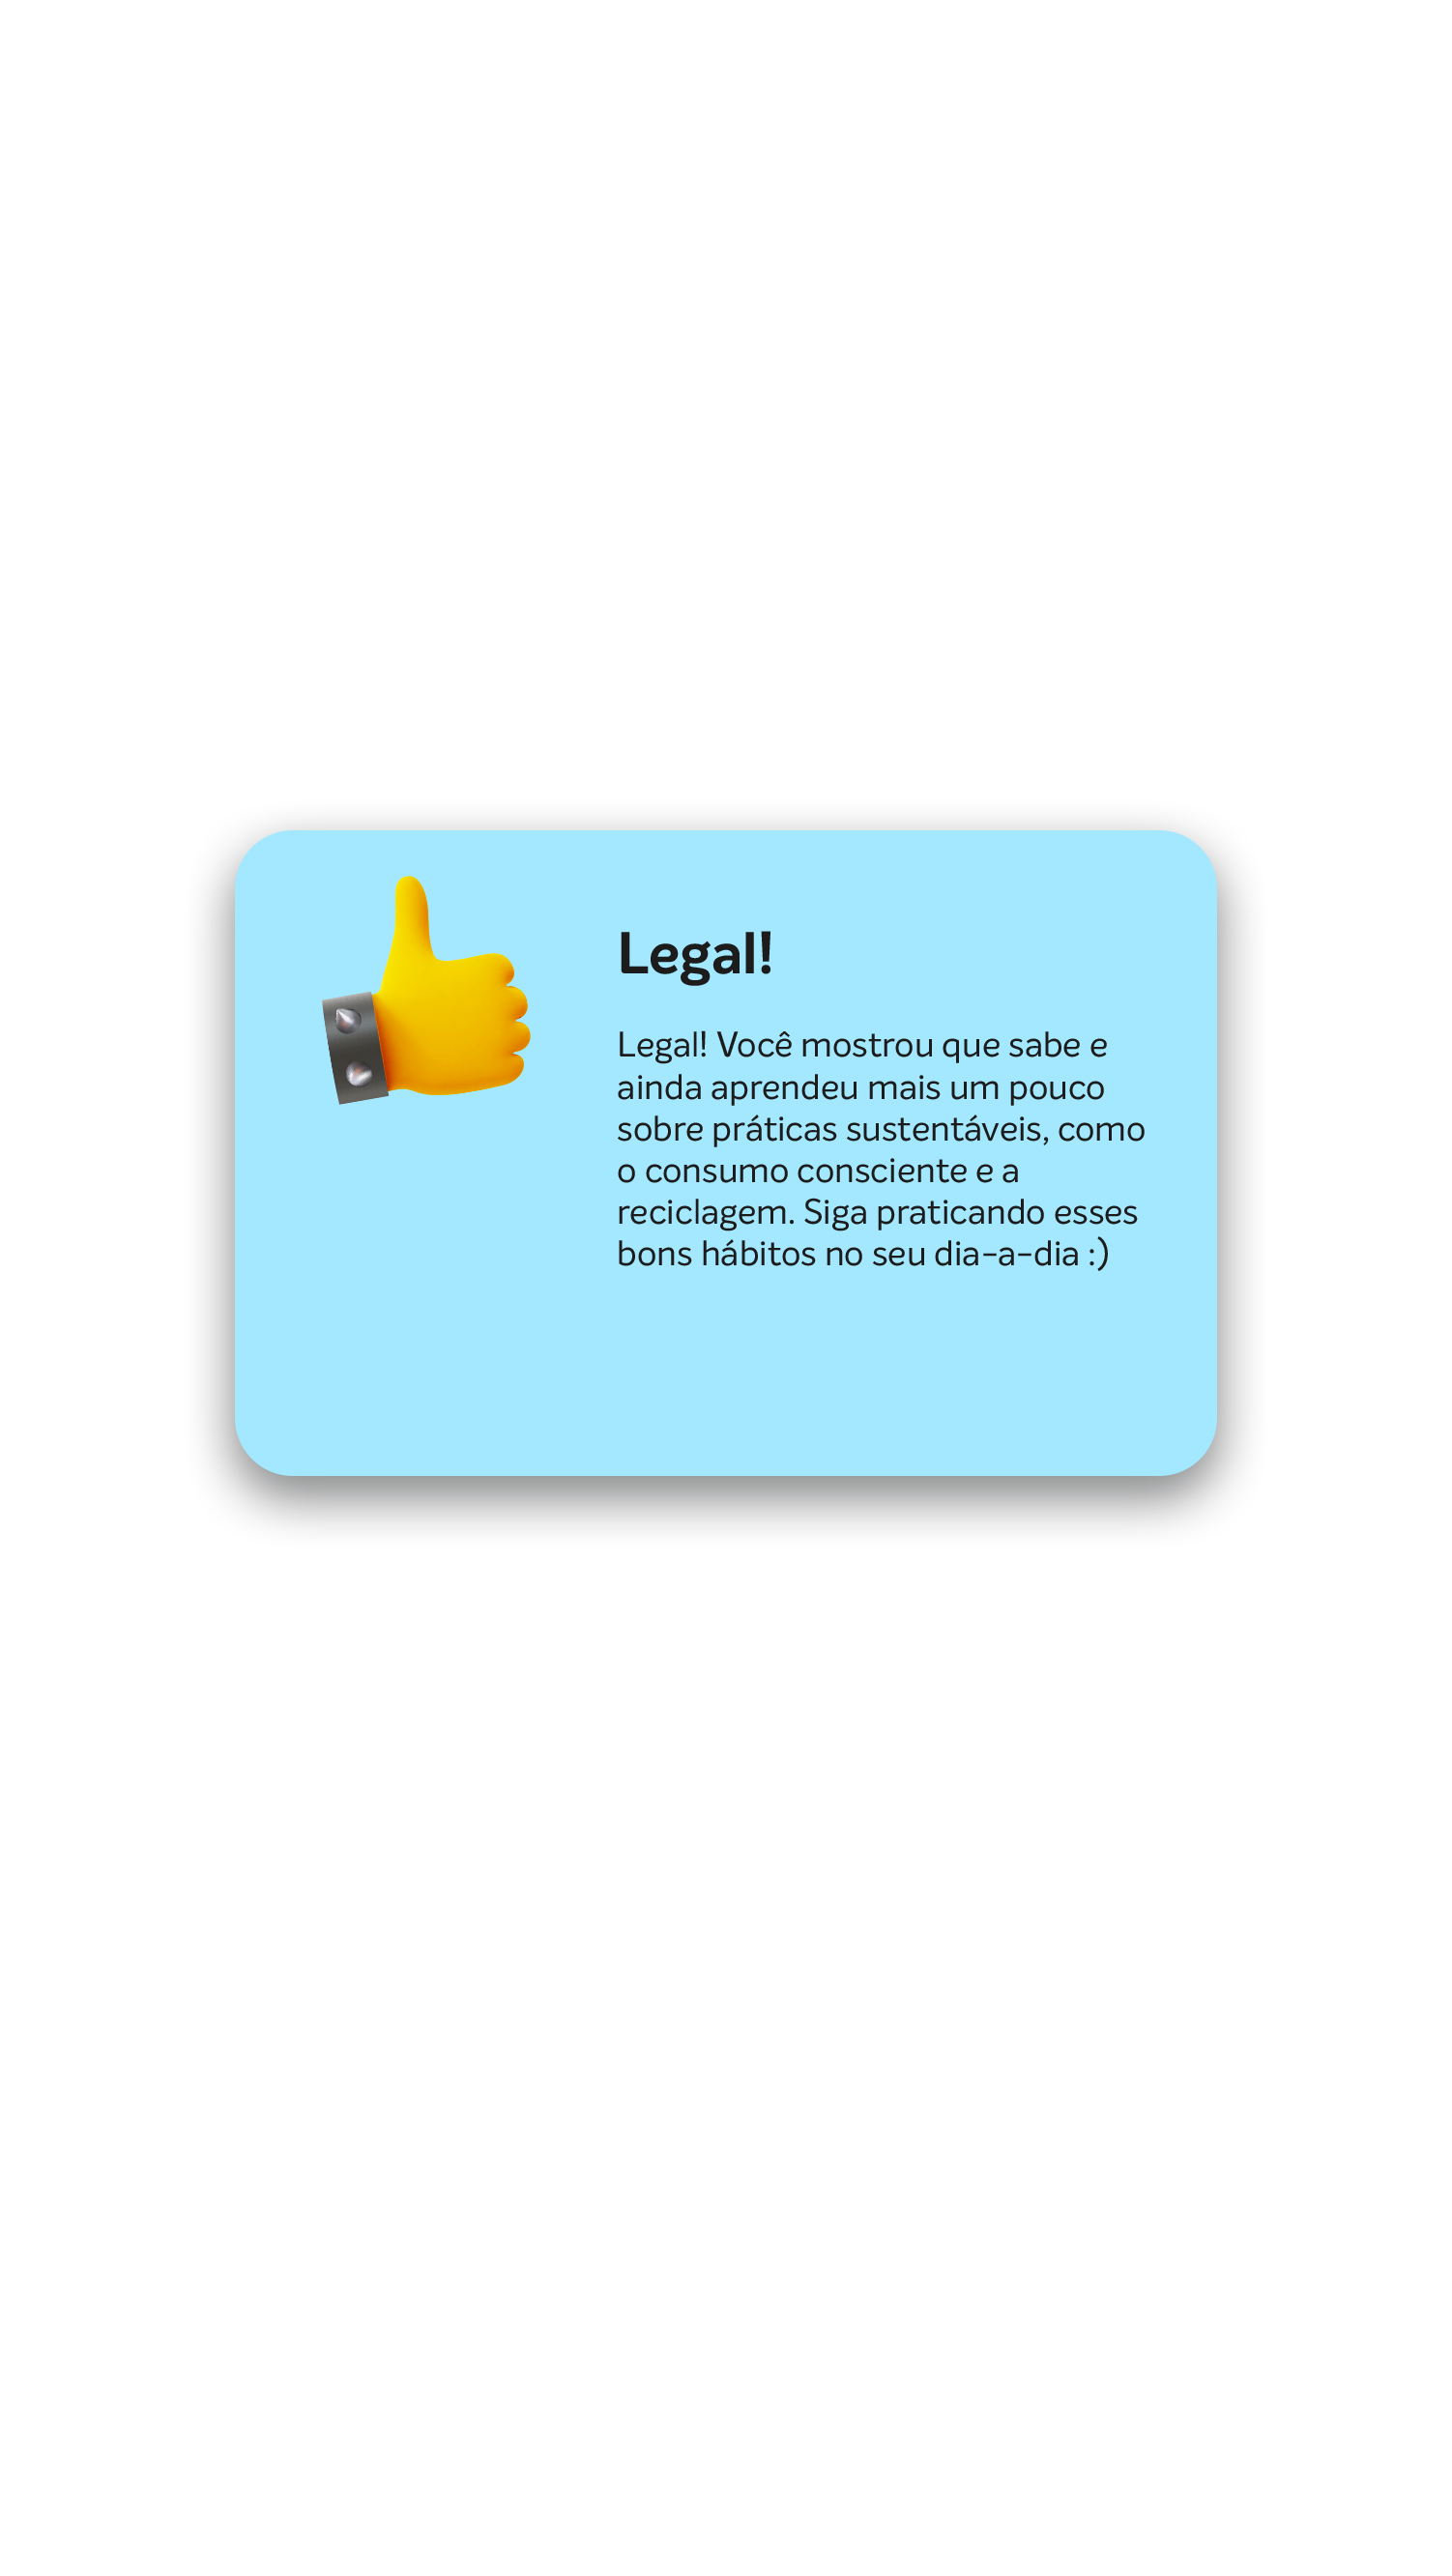 Legal!
Legal! Você mostrou que sabe e
ainda aprendeu mais um pouco
sobre práticas sustentáveis, como
o consumo consciente e a
reciclagem. Siga praticando esses
bons hábitos no seu dia-a-dia :)